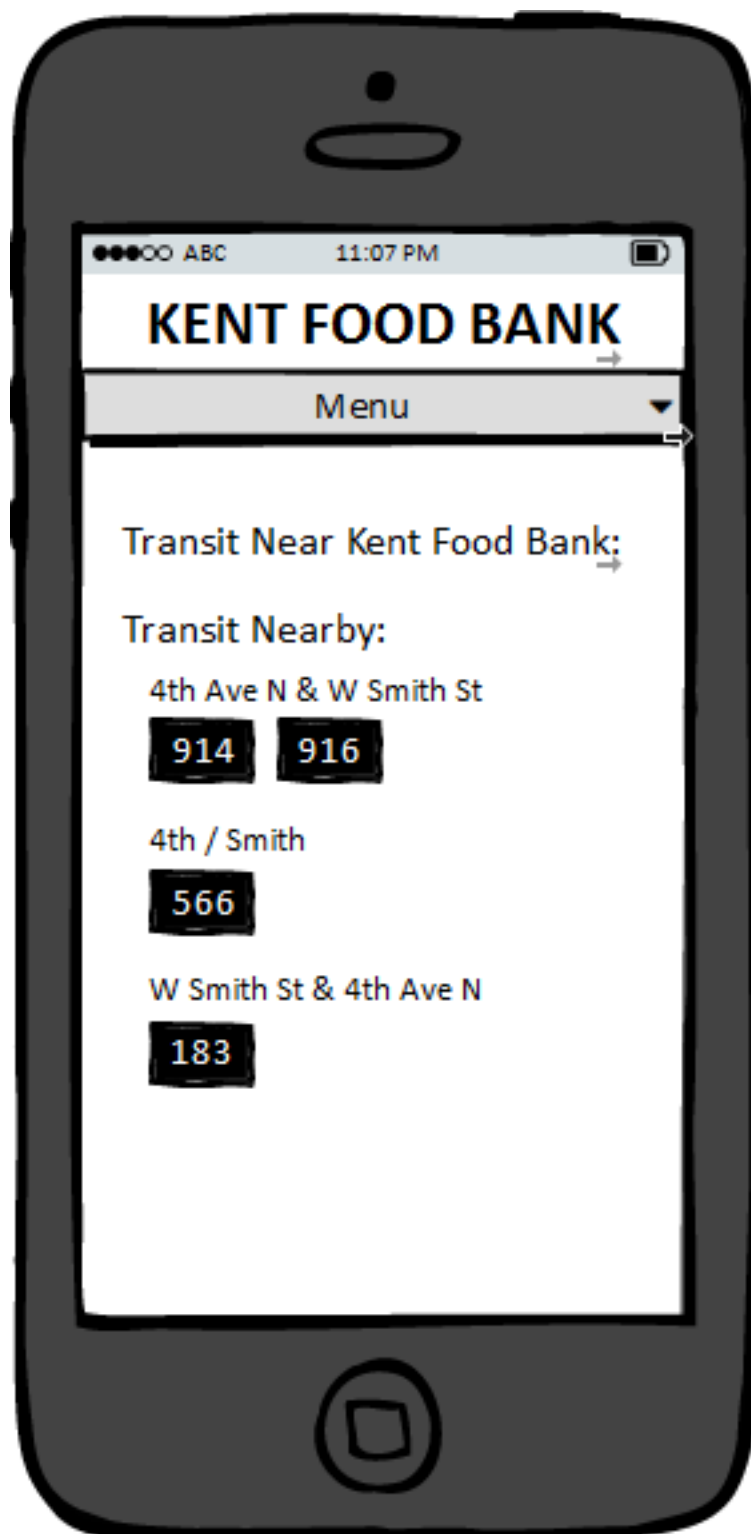 ABC 11:07 PM
KENT FOOD BANK
Menu
Transit Near Kent Food Bank:
Transit Nearby:
4th Ave N & W Smith St
914 916
4th / Smith
566
W Smith St & 4th Ave N
183